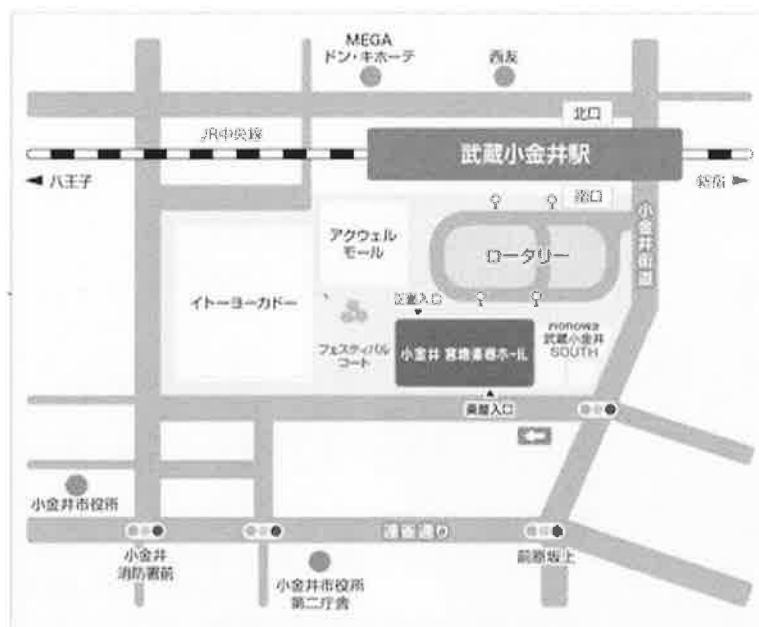 MEGA
ドン・キホーテ
西友
北口
JR中央線
武蔵小金井駅
八王子
新宿
南口
小金井街道
アクウェル
モール
ロータリー
イトーヨーカドー
正面入口
nonowa
武蔵小金井
SOUTH
フェスティバル
コート
小金井 宮地楽器ホール
楽屋入口
小金井市役所
連雀通り
小金井
消防署前
前原坂上
小金井市役所
第二庁舎